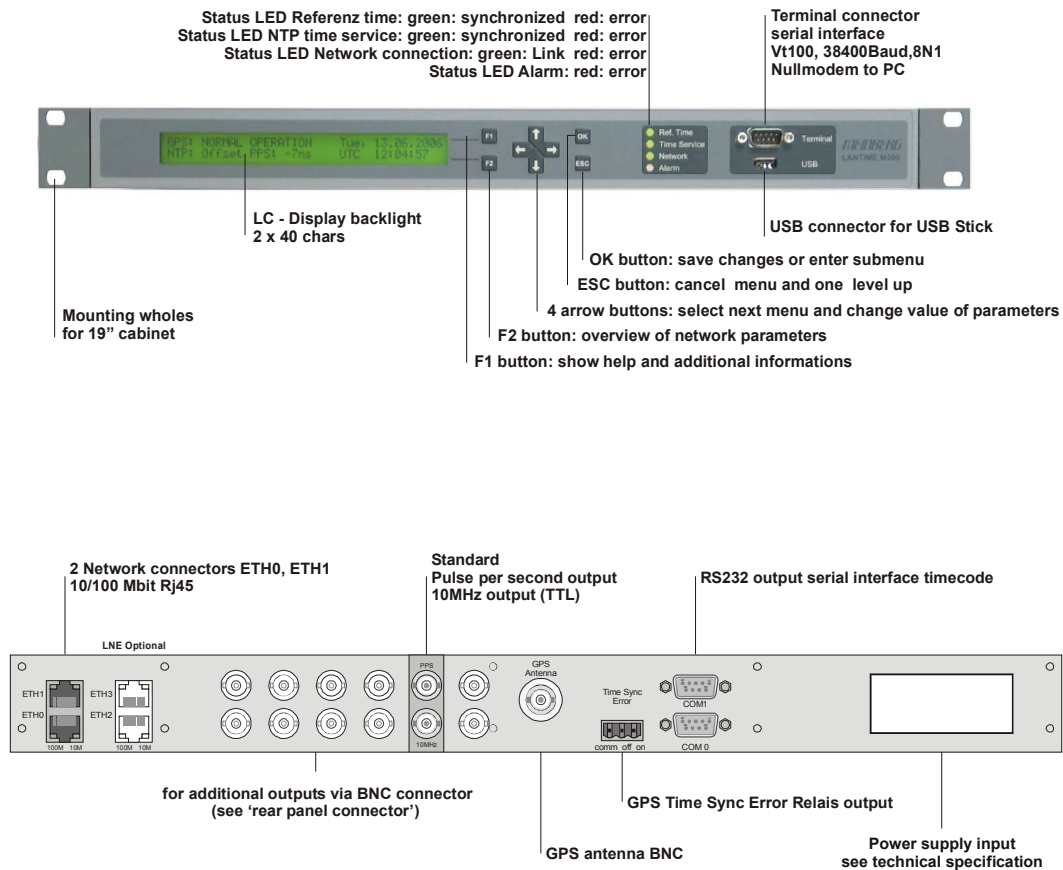 Status LED Referenz time: green: synchronized red: error
Status LED NTP time service: green: synchronized red: error
Status LED Network connection: green: Link red: error
Status LED Alarm: red: error
Terminal connector
serial interface
Vt100, 38400Baud,8N1
Nullmodem to PC
GPS: NORMAL OPERATION Tue, 13.06.2006
NTP: Offset PPS: -7ms UTC 12:04:57
F1
F2
OK
ESC
Ref. Time
Time Service
Network
Alarm
Terminal
USB
MEINBERG
LANTIME M300
LC - Display backlight
2 x 40 chars
USB connector for USB Stick
OK button: save changes or enter submenu
ESC button: cancel menu and one level up
4 arrow buttons: select next menu and change value of parameters
F2 button: overview of network parameters
F1 button: show help and additional informations
Mounting wholes
for 19” cabinet
2 Network connectors ETH0, ETH1
10/100 Mbit Rj45
Standard
Pulse per second output
10MHz output (TTL)
RS232 output serial interface timecode
LNE Optional
ETH1
ETH0
100M 10M
ETH3
ETH2
100M 10M
PPS
10MHz
GPS
Antenna
Time Sync
Error
comm off on
COM1
COM 0
for additional outputs via BNC connector
(see ‘rear panel connector’)
GPS Time Sync Error Relais output
GPS antenna BNC
Power supply input
see technical specification